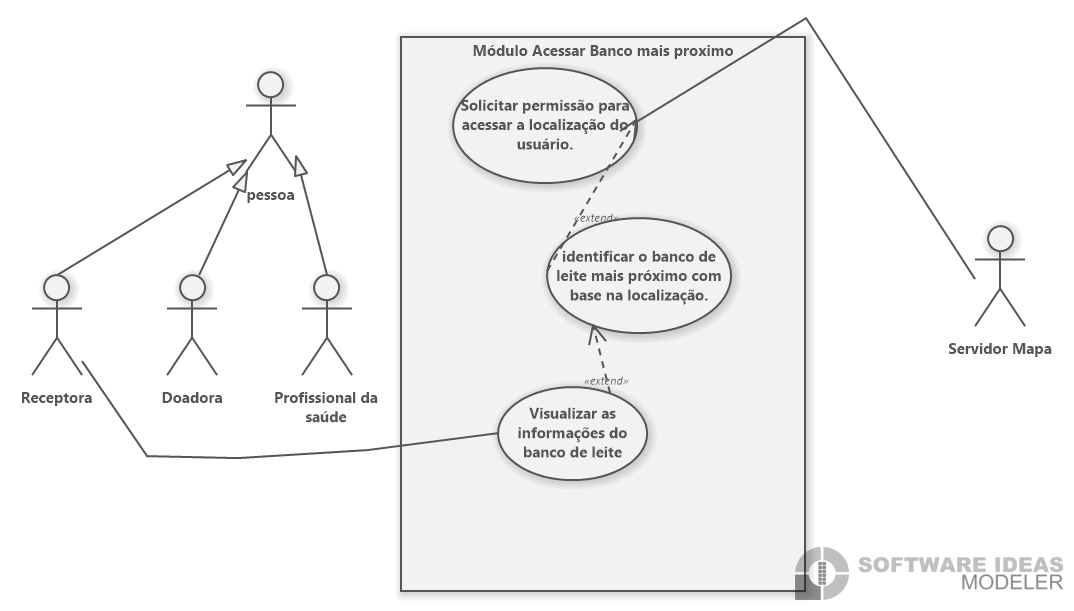 Módulo Acessar Banco mais proximo
Solicitar permissão para
acessar a localização do
usuário.
pessoa
«extend»
identificar o banco de
leite mais próximo com
base na localização.
Servidor Mapa
«extend»
Receptora
Doadora
Profissional da
saúde
Visualizar as
informações do
banco de leite
SOFTWARE IDEAS
MODELER